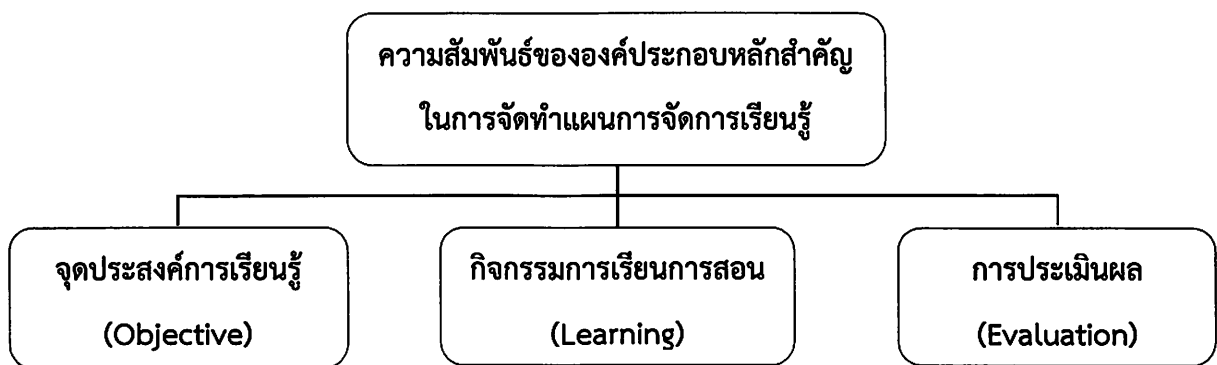 ความสัมพันธ์ขององค์ประกอบหลักสำคัญ
ในการจัดทำแผนการจัดการเรียนรู้
จุดประสงค์การเรียนรู้
(Objective)
กิจกรรมการเรียนการสอน
(Learning)
การประเมินผล
(Evaluation)